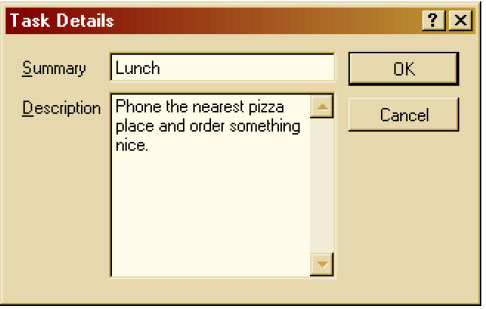 Task Details
Summary
Lunch
OK
Description
Phone the nearest pizza
place and order something
nice.
Cancel